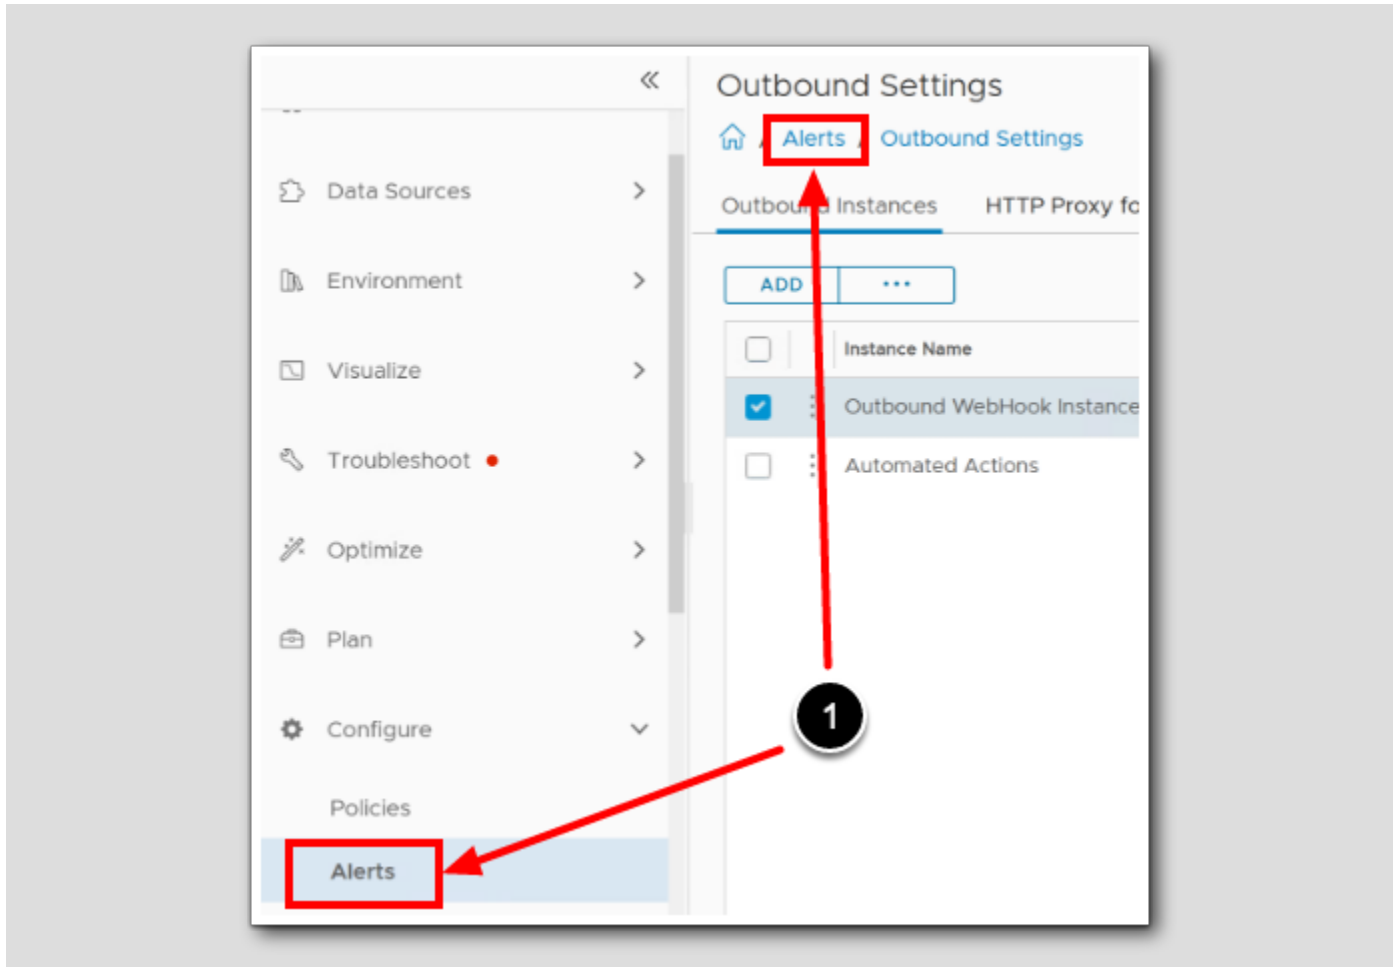 Outbound Settings
Alerts / Outbound Settings
Outbound Instances HTTP Proxy fo
ADD ...
Instance Name
Outbound WebHook Instance
Automated Actions
Data Sources
Environment
Visualize
Troubleshoot
Optimize
Plan
Configure
Policies
Alerts
1